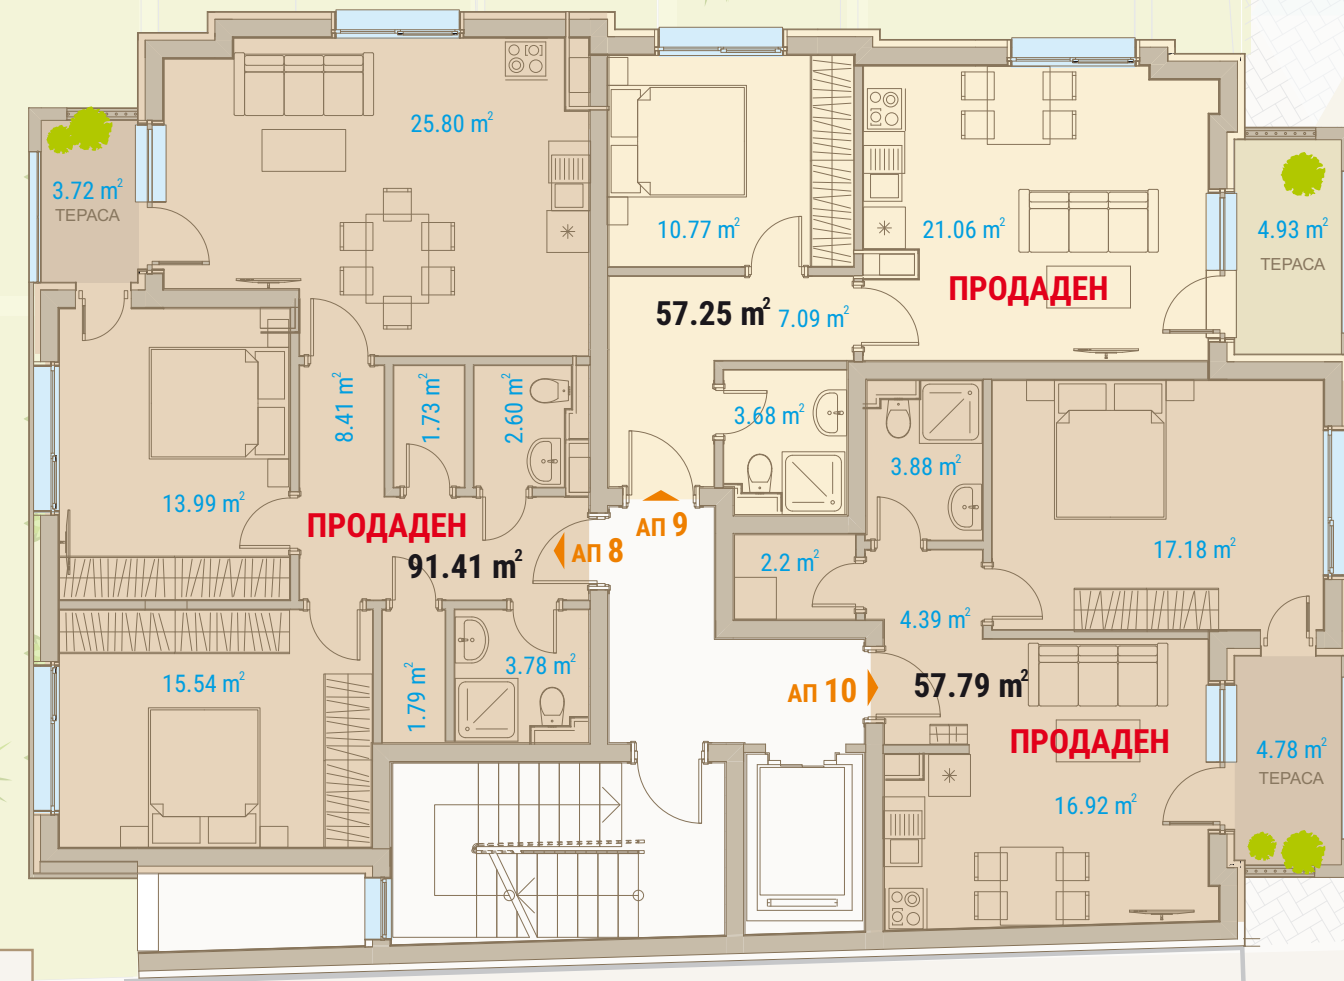 25.80 m²
3.72 m²
ТЕРАСА
10.77 m²
21.06 m²
4.93 m²
ТЕРАСА
ПРОДАДЕН
57.25 m²
7.09 m²
8.41 m²
1.73 m²
2.60 m²
3.68 m²
13.99 m²
ПРОДАДЕН
91.41 m²
АП 8
АП 9
3.88 m²
17.18 m²
2.2 m²
4.39 m²
15.54 m²
1.79 m²
3.78 m²
АП 10
57.79 m²
ПРОДАДЕН
4.78 m²
ТЕРАСА
16.92 m²